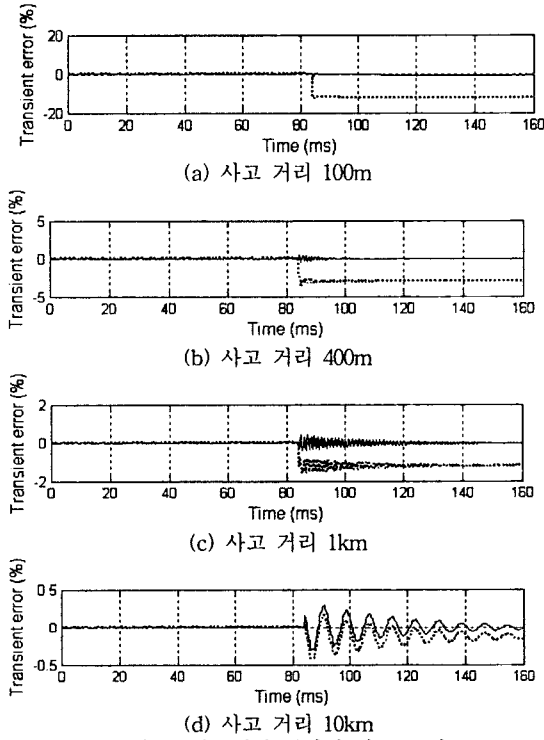 Transient error (%)
20
0
-20
0 20 40 60 80 100 120 140 160
Time (ms)
(a) 사고 거리 100m
Transient error (%)
5
0
-5
0 20 40 60 80 100 120 140 160
Time (ms)
(b) 사고 거리 400m
Transient error (%)
2
0
-2
0 20 40 60 80 100 120 140 160
Time (ms)
(c) 사고 거리 1km
Transient error (%)
0.5
0
-0.5
0 20 40 60 80 100 120 140 160
Time (ms)
(d) 사고 거리 10km